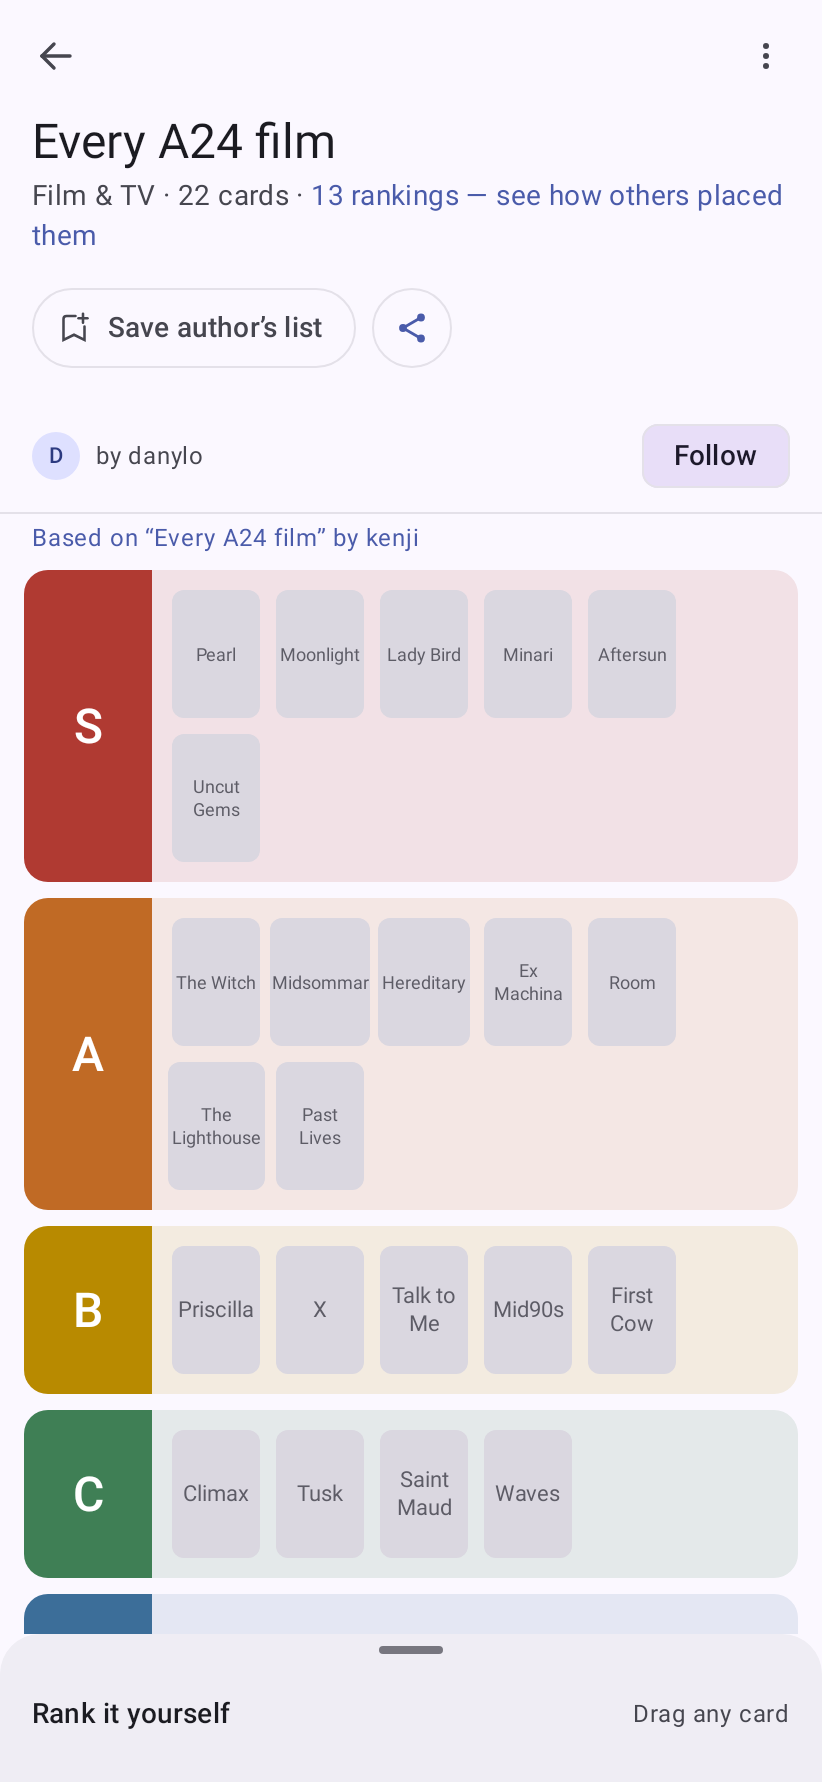 Every A24 film
Film & TV · 22 cards · 13 rankings — see how others placed
them
Save author’s list
D
by danylo
Follow
Based on “Every A24 film” by kenji
S
Pearl
Moonlight
Lady Bird
Minari
Aftersun
Uncut
Gems
A
The Witch
Midsommar
Hereditary
Ex
Machina
Room
The
Lighthouse
Past
Lives
B
Priscilla
X
Talk to
Me
Mid90s
First
Cow
C
Climax
Tusk
Saint
Maud
Waves
Rank it yourself
Drag any card